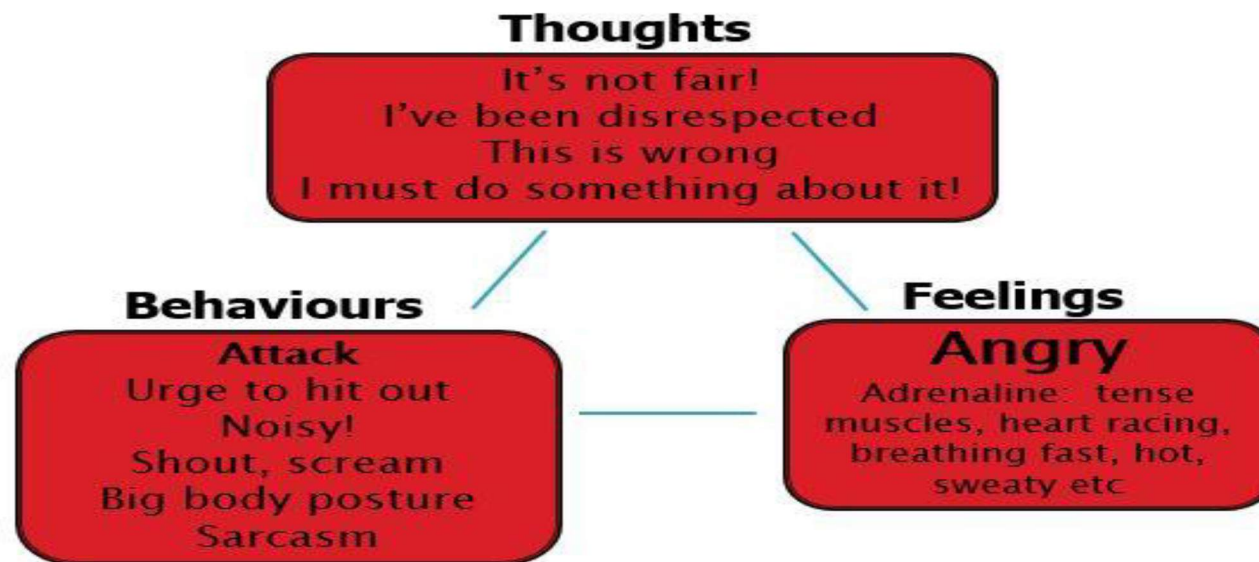 Thoughts
It's not fair!
I've been disrespected
This is wrong
I must do something about it!
Behaviours
Attack
Urge to hit out
Noisy!
Shout, scream
Big body posture
Sarcasm
Feelings
Angry
Adrenaline: tense
muscles, heart racing,
breathing fast, hot,
sweaty etc